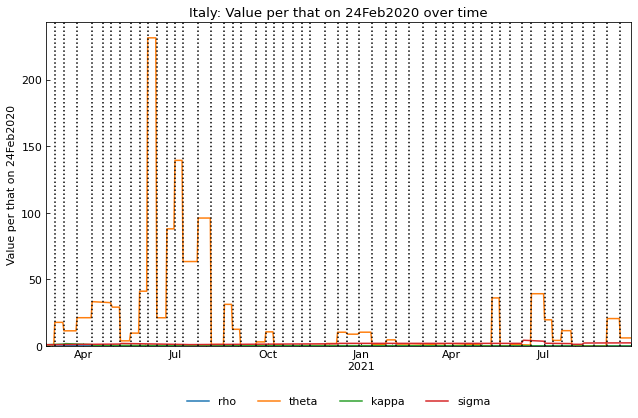 Italy: Value per that on 24Feb2020 over time
Value per that on 24Feb2020
200
150
100
50
0
Apr Jul Oct Jan Apr Jul
2021
rho theta kappa sigma